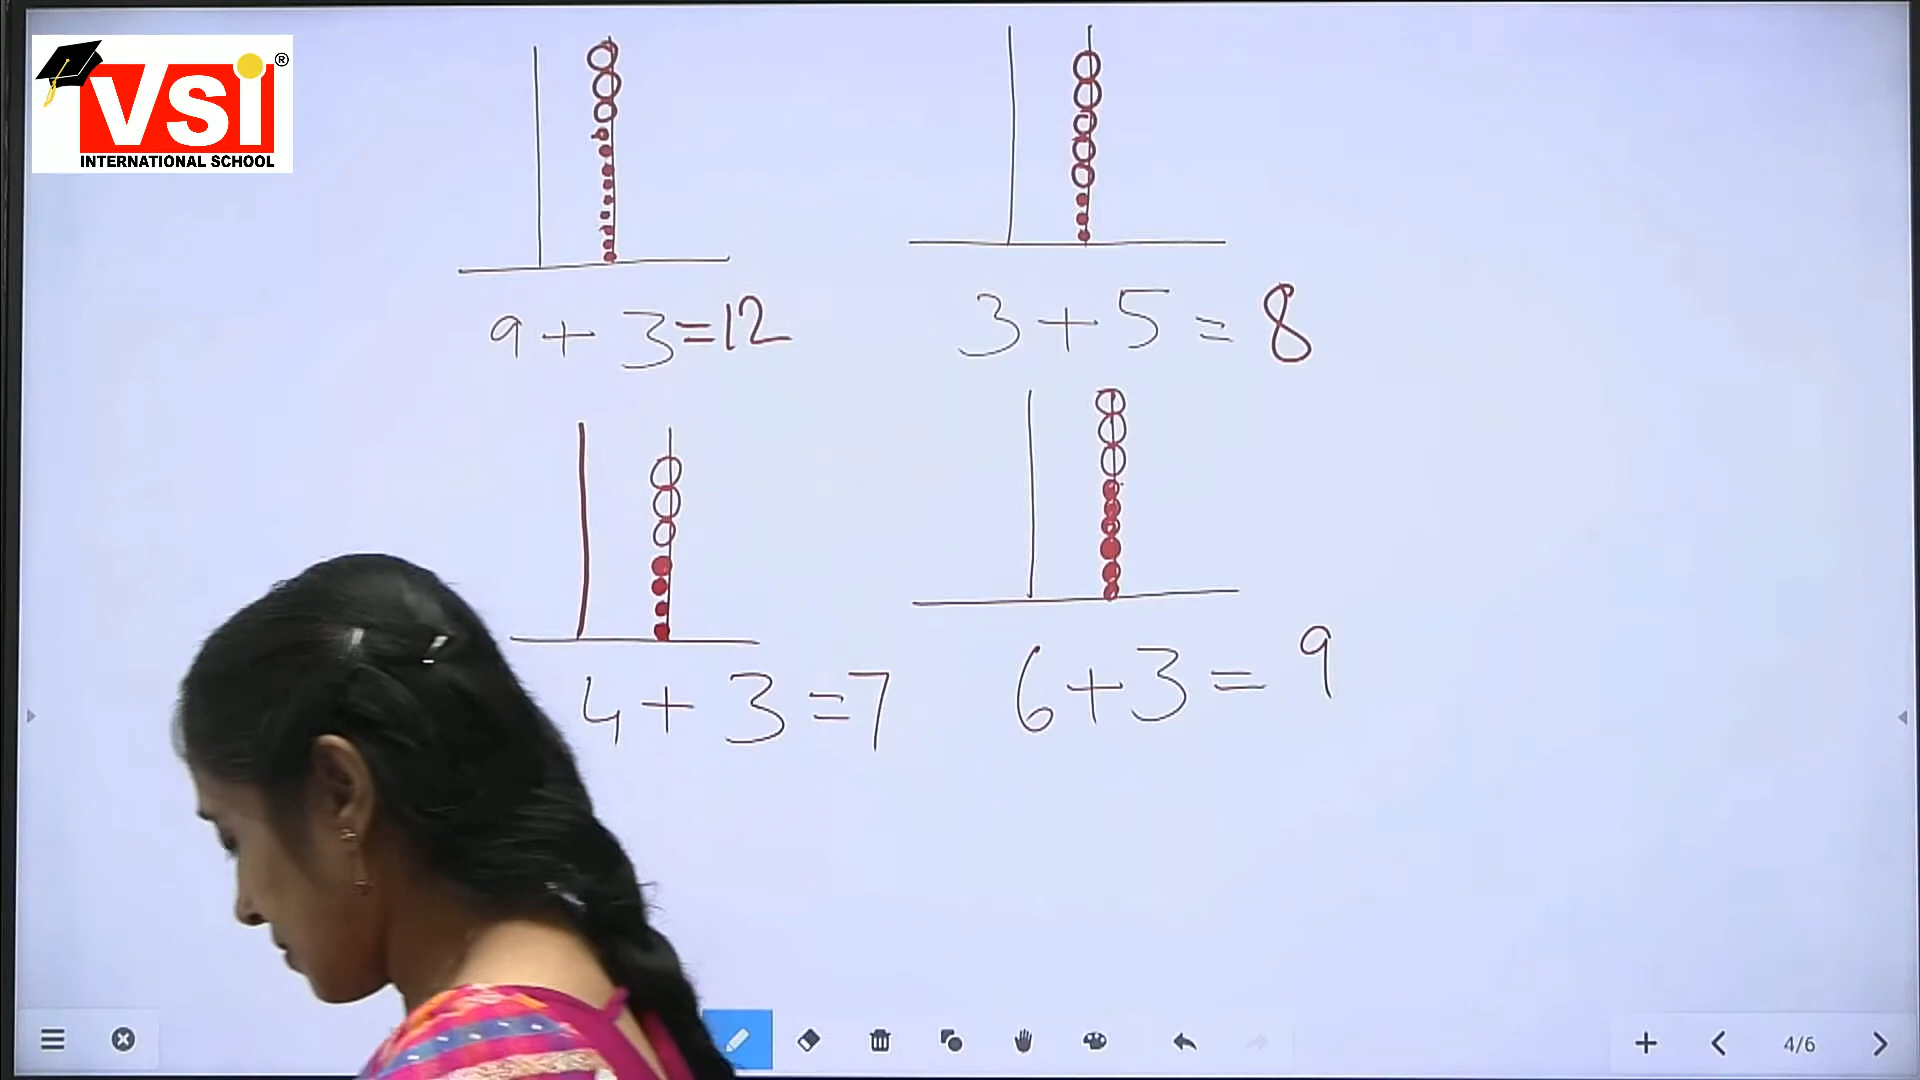 VSI®
INTERNATIONAL SCHOOL
9+3=12
3+5=8
4+3=7
6+3=9
4/6